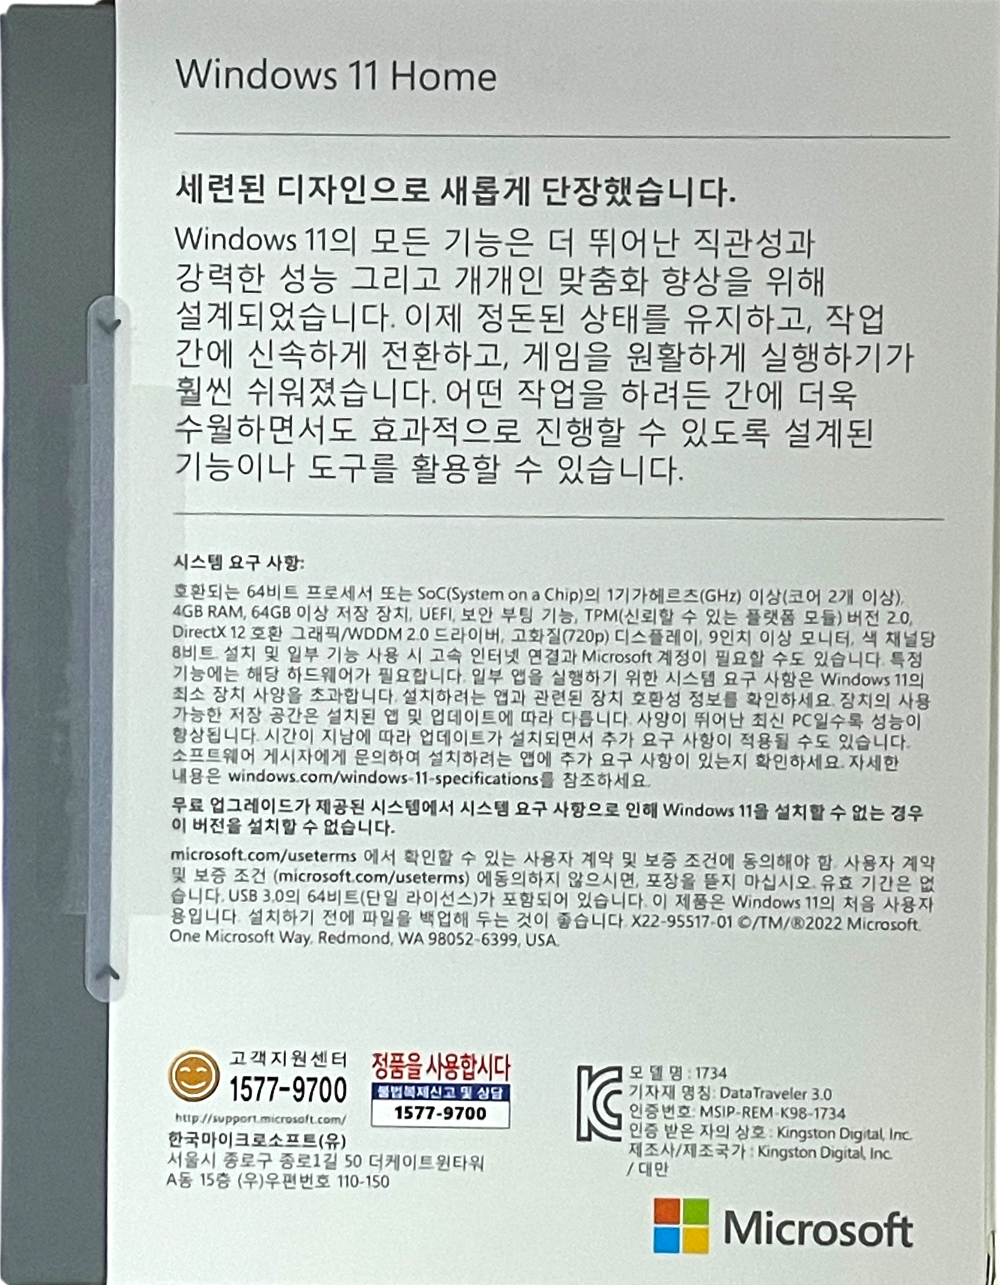 Windows 11 Home
세련된 디자인으로 새롭게 단장했습니다.
Windows 11의 모든 기능은 더 뛰어난 직관성과
강력한 성능 그리고 개개인 맞춤화 향상을 위해
설계되었습니다. 이제 정돈된 상태를 유지하고, 작업
간에 신속하게 전환하고, 게임을 원활하게 실행하기가
훨씬 쉬워졌습니다. 어떤 작업을 하려든 간에 더욱
수월하면서도 효과적으로 진행할 수 있도록 설계된
기능이나 도구를 활용할 수 있습니다.
시스템 요구 사항:
호환되는 64비트 프로세서 또는 SoC(System on a Chip)의 1기가헤르츠(GHz) 이상(코어 2개 이상),
4GB RAM, 64GB 이상 저장 장치, UEFI, 보안 부팅 기능, TPM(신뢰할 수 있는 플랫폼 모듈) 버전 2.0,
DirectX 12 호환 그래픽/WDDM 2.0 드라이버, 고화질(720p) 디스플레이, 9인치 이상 모니터, 색 채널당
8비트. 설치 및 일부 기능 사용 시 고속 인터넷 연결과 Microsoft 계정이 필요할 수도 있습니다. 특정
기능에는 해당 하드웨어가 필요합니다. 일부 앱을 실행하기 위한 시스템 요구 사항은 Windows 11의
최소 장치 사양을 초과합니다. 설치하려는 앱과 관련된 장치 호환성 정보를 확인하세요. 장치의 사용
가능한 저장 공간은 설치된 앱 및 업데이트에 따라 다릅니다. 사양이 뛰어난 최신 PC일수록 성능이
향상됩니다. 시간이 지남에 따라 업데이트가 설치되면서 추가 요구 사항이 적용될 수도 있습니다.
소프트웨어 게시자에게 문의하여 설치하려는 앱에 추가 요구 사항이 있는지 확인하세요. 자세한
내용은 windows.com/windows-11-specifications를 참조하세요.
무료 업그레이드가 제공된 시스템에서 시스템 요구 사항으로 인해 Windows 11을 설치할 수 없는 경우
이 버전을 설치할 수 없습니다.
microsoft.com/useterms 에서 확인할 수 있는 사용자 계약 및 보증 조건에 동의해야 함. 사용자 계약
및 보증 조건 (microsoft.com/useterms) 에동의하지 않으시면, 포장을 뜯지 마십시오. 유효 기간은 없
습니다. USB 3.0의 64비트(단일 라이선스)가 포함되어 있습니다. 이 제품은 Windows 11의 처음 사용자
용입니다. 설치하기 전에 파일을 백업해 두는 것이 좋습니다. X22-95517-01 ©/TM/®2022 Microsoft.
One Microsoft Way, Redmond, WA 98052-6399, USA.
고객지원센터
1577-9700
http://support.microsoft.com/
정품을 사용합시다
불법복제신고 및 상담
1577-9700
한국마이크로소프트(유)
서울시 종로구 종로1길 50 더케이트윈타워
A동 15층 (우)우편번호 110-150
모 델 명 : 1734
기자재 명칭: DataTraveler 3.0
인증번호: MSIP-REM-K98-1734
인증 받은 자의 상호 : Kingston Digital, Inc.
제조사/제조국가 : Kingston Digital, Inc.
/ 대만
Microsoft